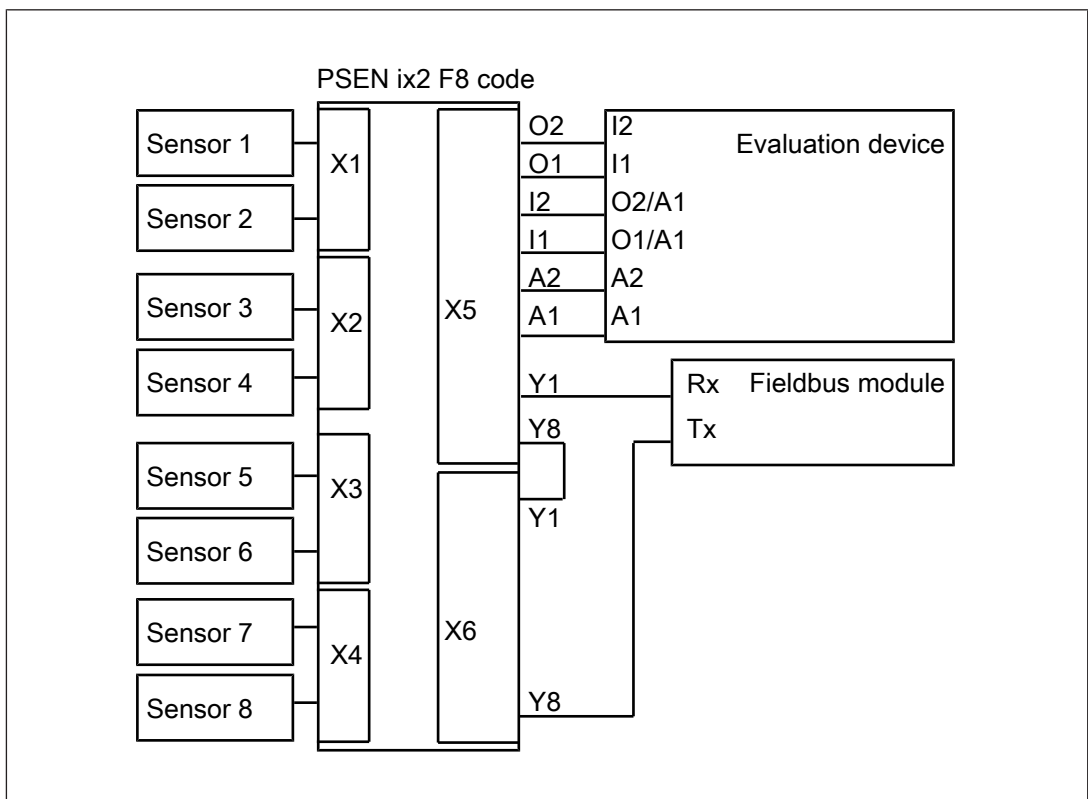 PSEN ix2 F8 code
Sensor 1
Sensor 2
Sensor 3
Sensor 4
Sensor 5
Sensor 6
Sensor 7
Sensor 8
X1
X2
X3
X4
X5
X6
O2
O1
I2
I1
A2
A1
Y1
Y8
Y1
Y8
I2
Evaluation device
I1
O2/A1
O1/A1
A2
A1
Rx Fieldbus module
Tx